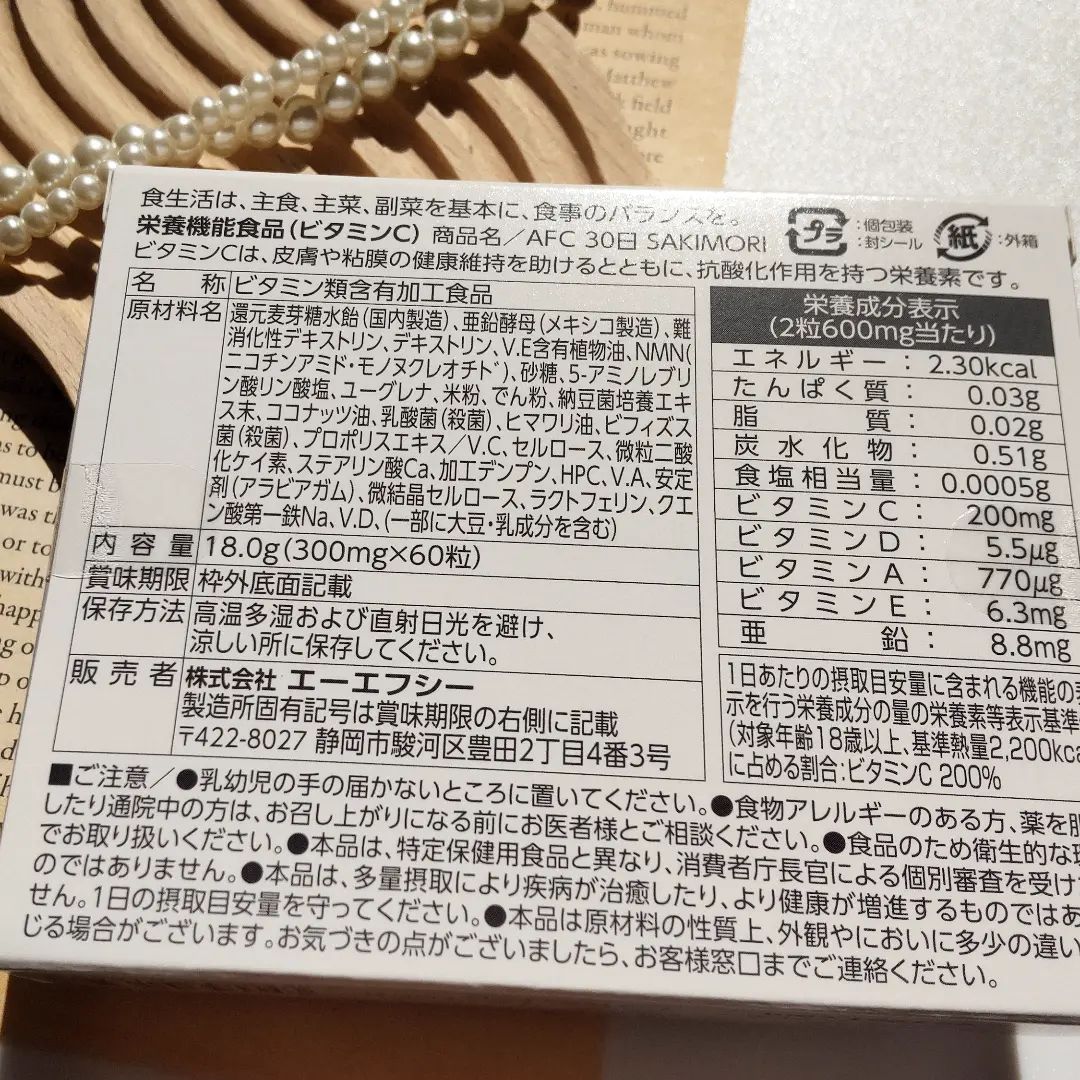 hummed
man whom
as sowing
Matthew
k held
ught
ore
食生活は、主食、主菜、副菜を基本に、食事のバランスを。
栄養機能食品(ビタミンC) 商品名/AFC 30日 SAKIMORI
プラ :個包装
:封シール
紙 :外箱
ビタミンCは、皮膚や粘膜の健康維持を助けるとともに、抗酸化作用を持つ栄養素です。
名 称 ビタミン類含有加工食品
原材料名 還元麦芽糖水飴(国内製造)、亜鉛酵母(メキシコ製造)、難
消化性デキストリン、デキストリン、V.E含有植物油、NMN(
ニコチンアミド・モノヌクレオチド)、砂糖、5-アミノレブリ
ン酸リン酸塩、ユーグレナ、米粉、でん粉、納豆菌培養エキ
ス末、ココナッツ油、乳酸菌(殺菌)、ヒマワリ油、ビフィズス
菌(殺菌)、プロポリスエキス/V.C、セルロース、微粒二酸
化ケイ素、ステアリン酸Ca、加工デンプン、HPC、V.A、安定
剤(アラビアガム)、微結晶セルロース、ラクトフェリン、クエ
ン酸第一鉄Na、V.D、(一部に大豆・乳成分を含む)
内容量 18.0g(300mg×60粒)
賞味期限 枠外底面記載
保存方法 高温多湿および直射日光を避け、
涼しい所に保存してください。
販売者 株式会社 エーエフシー
製造所固有記号は賞味期限の右側に記載
〒422-8027 静岡市駿河区豊田2丁目4番3号
栄養成分表示
(2粒600mg当たり)
エネルギー: 2.30kcal
たんぱく質: 0.03g
脂質: 0.02g
炭水化物: 0.51g
食塩相当量: 0.0005g
ビタミンC: 200mg
ビタミンD: 5.5μg
ビタミンA: 770μg
ビタミンE: 6.3mg
亜鉛: 8.8mg
1日あたりの摂取目安量に含まれる機能の
示を行う栄養成分の量の栄養素等表示基準
(対象年齢18歳以上、基準熱量2,200kca
に占める割合:ビタミンC 200%
■ご注意/●乳幼児の手の届かないところに置いてください。●食物アレルギーのある方、薬を
したり通院中の方は、お召し上がりになる前にお医者様とご相談ください。●食品のため衛生的な
でお取り扱いください。●本品は、特定保健用食品と異なり、消費者庁長官による個別審査を受け
のではありません。●本品は、多量摂取により疾病が治癒したり、より健康が増進するものではあ
せん。1日の摂取目安量を守ってください。●本品は原材料の性質上、外観やにおいに多少の違い
じる場合がございます。お気づきの点がございましたら、お客様窓口までご連絡ください。